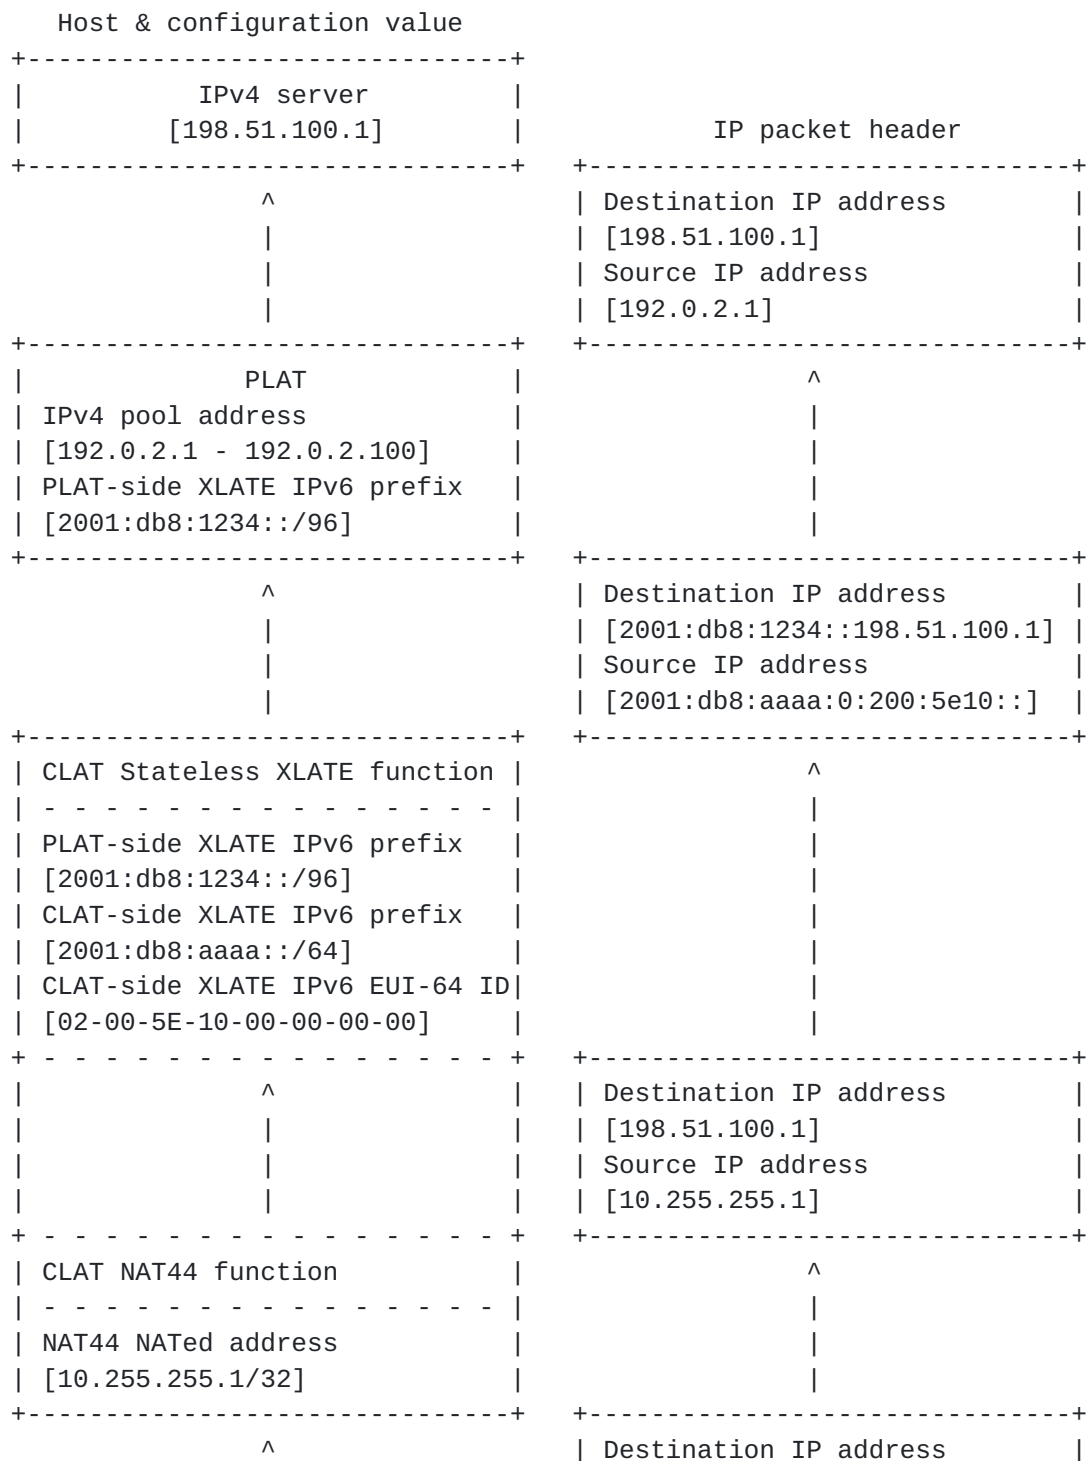 Host & configuration value
+-------------------------------+
|           IPv4 server         |
|         [198.51.100.1]        |            IP packet header
+-------------------------------+   +-------------------------------+
                ^                   | Destination IP address        |
                |                   | [198.51.100.1]                |
                |                   | Source IP address             |
                |                   | [192.0.2.1]                   |
+-------------------------------+   +-------------------------------+
|              PLAT             |                  ^
| IPv4 pool address             |                  |
| [192.0.2.1 - 192.0.2.100]     |                  |
| PLAT-side XLATE IPv6 prefix   |                  |
| [2001:db8:1234::/96]          |                  |
+-------------------------------+   +-------------------------------+
                ^                   | Destination IP address        |
                |                   | [2001:db8:1234::198.51.100.1] |
                |                   | Source IP address             |
                |                   | [2001:db8:aaaa:0:200:5e10::]  |
+-------------------------------+   +-------------------------------+
| CLAT Stateless XLATE function |                  ^
| - - - - - - - - - - - - - - - |                  |
| PLAT-side XLATE IPv6 prefix   |                  |
| [2001:db8:1234::/96]          |                  |
| CLAT-side XLATE IPv6 prefix   |                  |
| [2001:db8:aaaa::/64]          |                  |
| CLAT-side XLATE IPv6 EUI-64 ID|                  |
| [02-00-5E-10-00-00-00-00]     |                  |
+ - - - - - - - - - - - - - - - +   +-------------------------------+
|               ^               |   | Destination IP address        |
|               |               |   | [198.51.100.1]                |
|               |               |   | Source IP address             |
|               |               |   | [10.255.255.1]                |
+ - - - - - - - - - - - - - - - +   +-------------------------------+
| CLAT NAT44 function           |                  ^
| - - - - - - - - - - - - - - - |                  |
| NAT44 NATed address           |                  |
| [10.255.255.1/32]             |                  |
+-------------------------------+   +-------------------------------+
                ^                   | Destination IP address        |